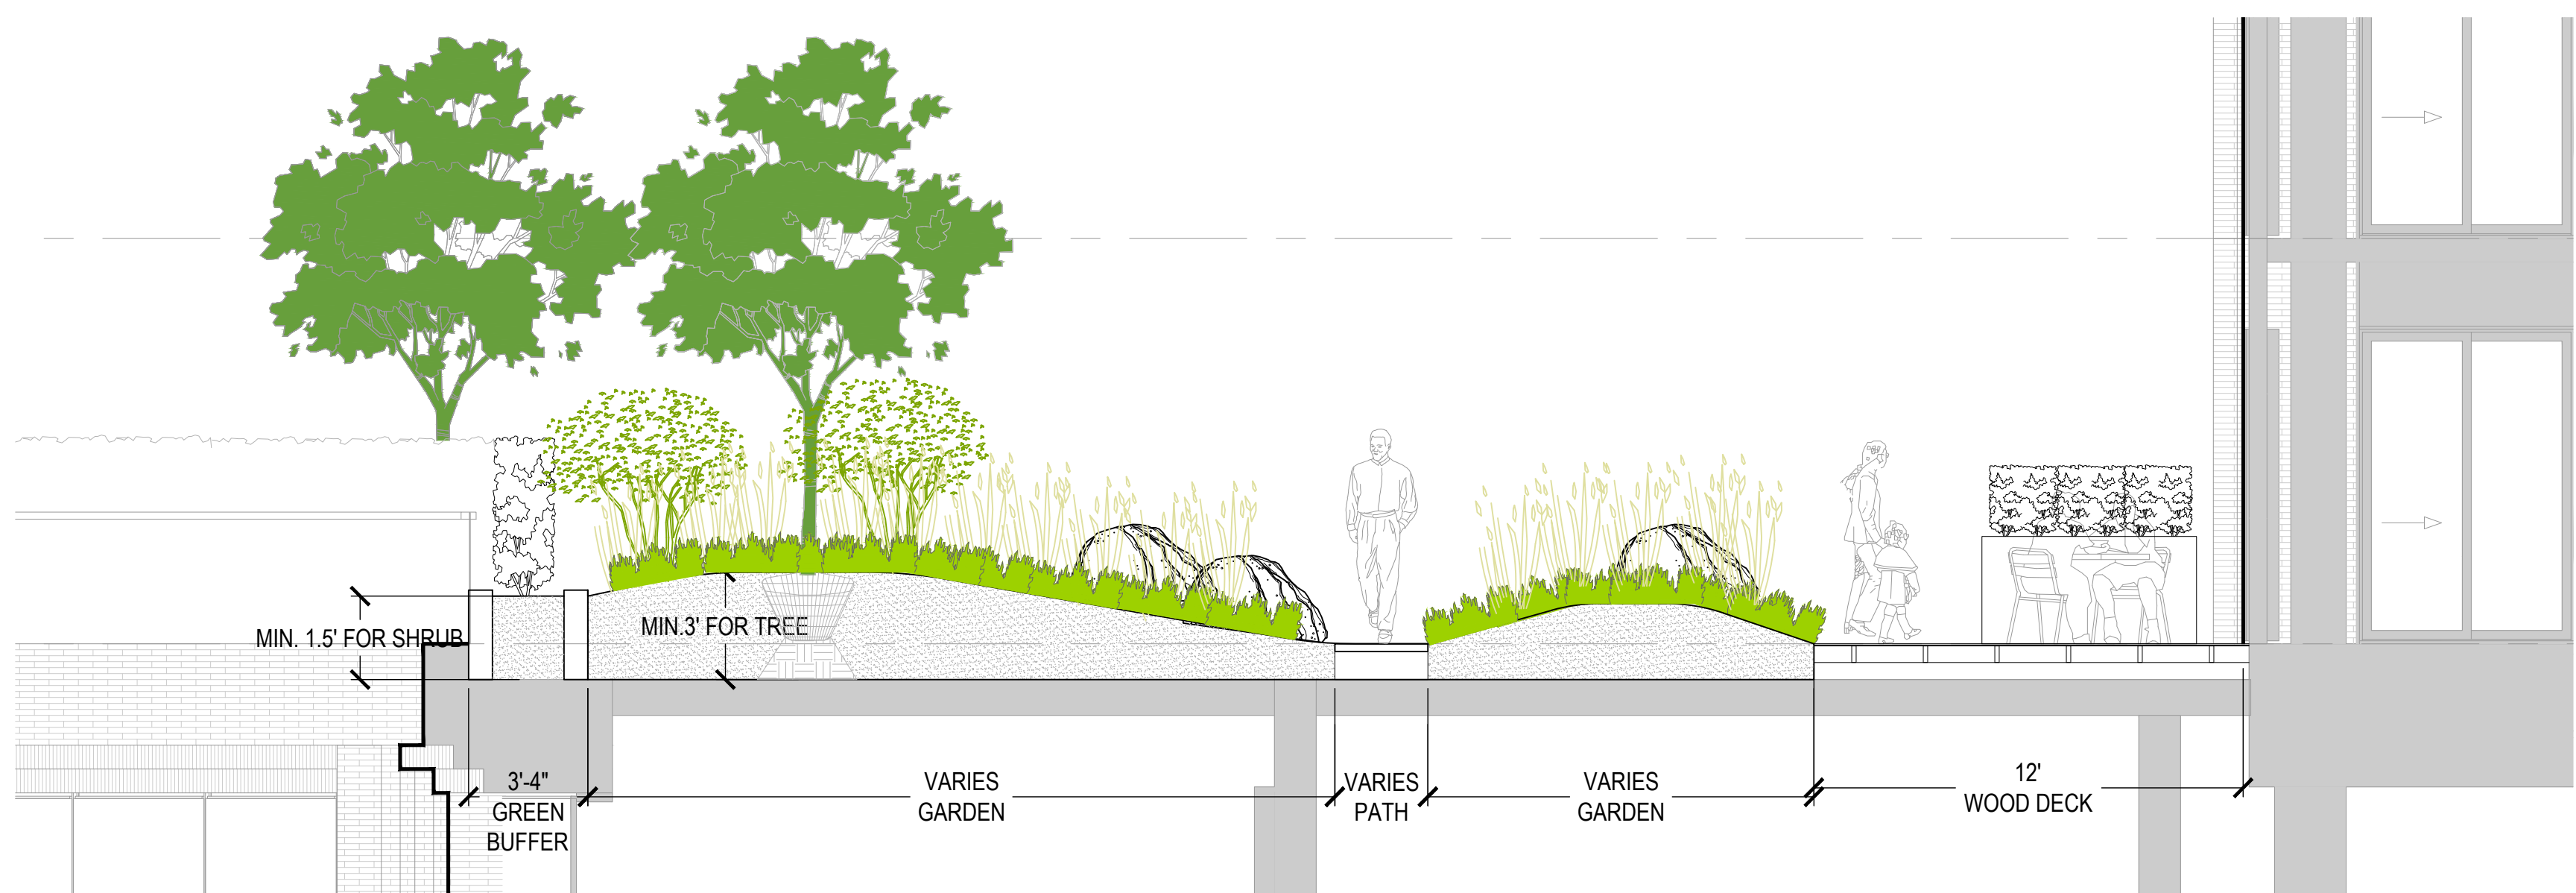 MIN. 1.5' FOR SHRUB
MIN.3' FOR TREE
3'-4"
GREEN
BUFFER
VARIES
GARDEN
VARIES
PATH
VARIES
GARDEN
12'
WOOD DECK